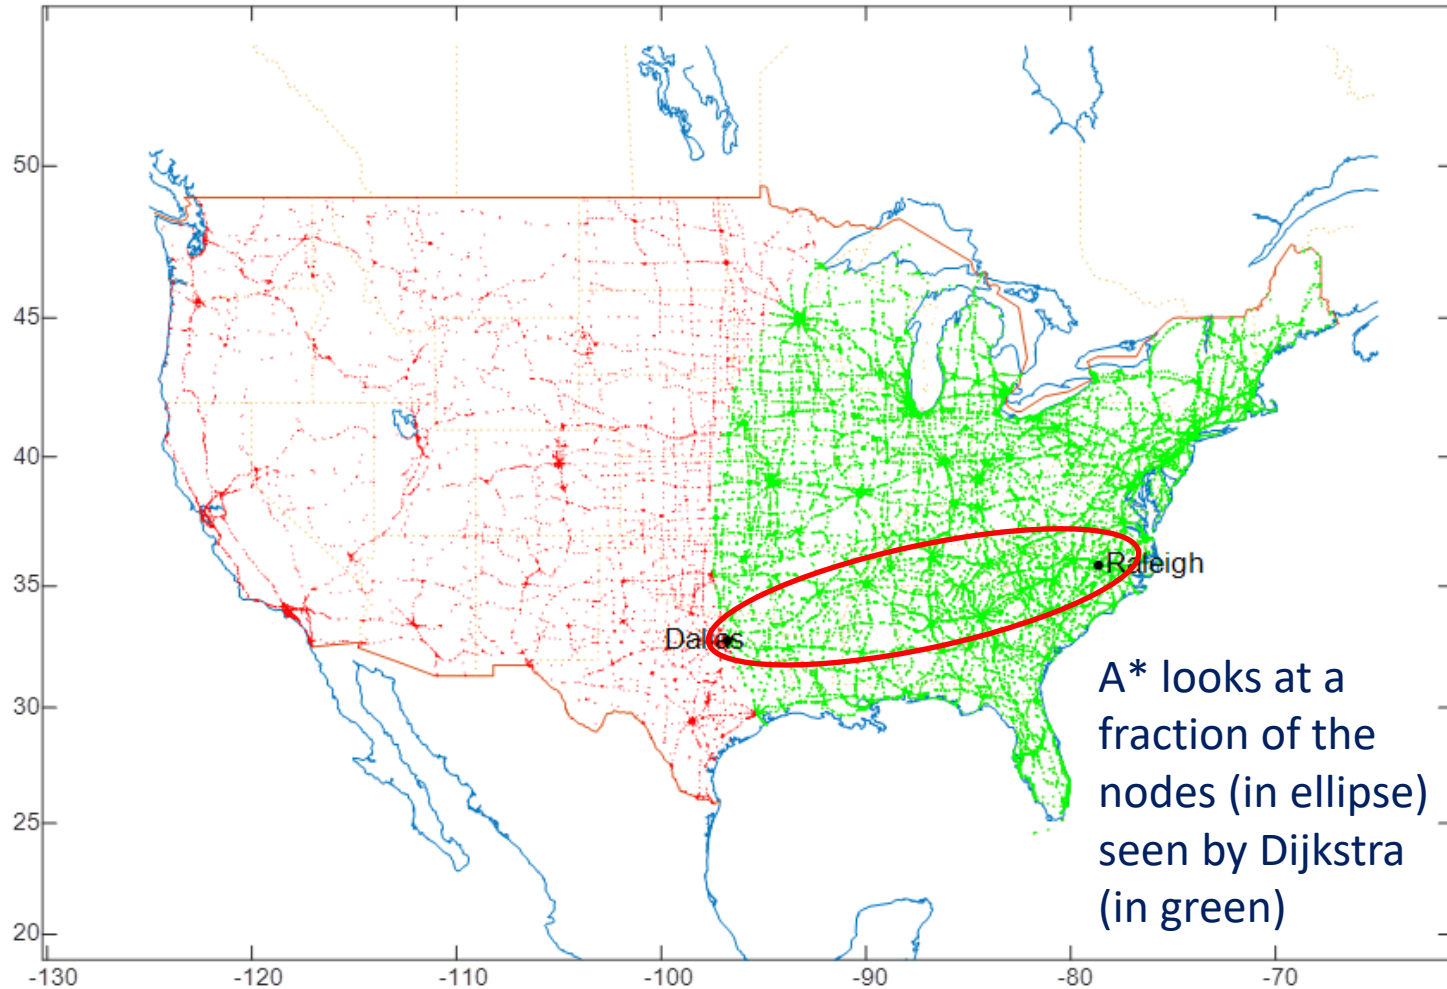 50
45
40
35
30
25
20
Raleigh
Dallas
A* looks at a
fraction of the
nodes (in ellipse)
seen by Dijkstra
(in green)
-130 -120 -110 -100 -90 -80 -70